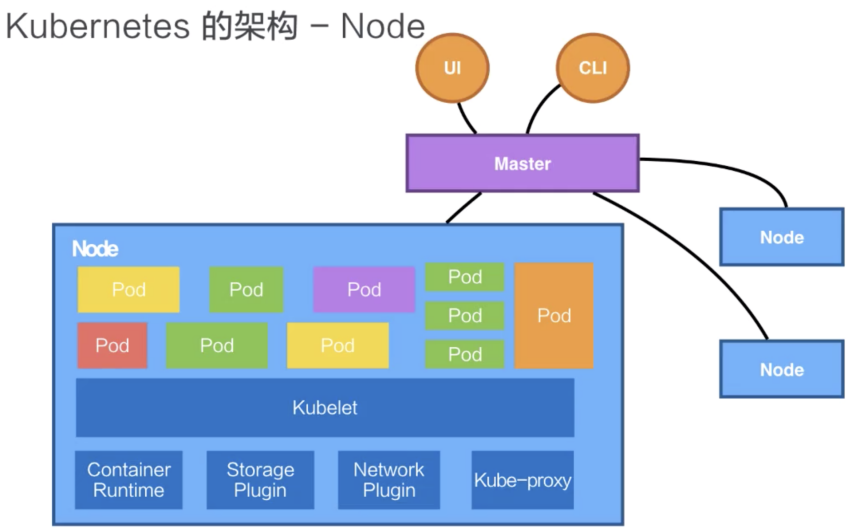 Kubernetes 的架构 – Node
UI
CLI
Master
Node
Node
Node
Pod
Pod
Pod
Pod
Pod
Pod
Pod
Pod
Pod
Pod
Kubelet
Container
Runtime
Storage
Plugin
Network
Plugin
Kube-proxy